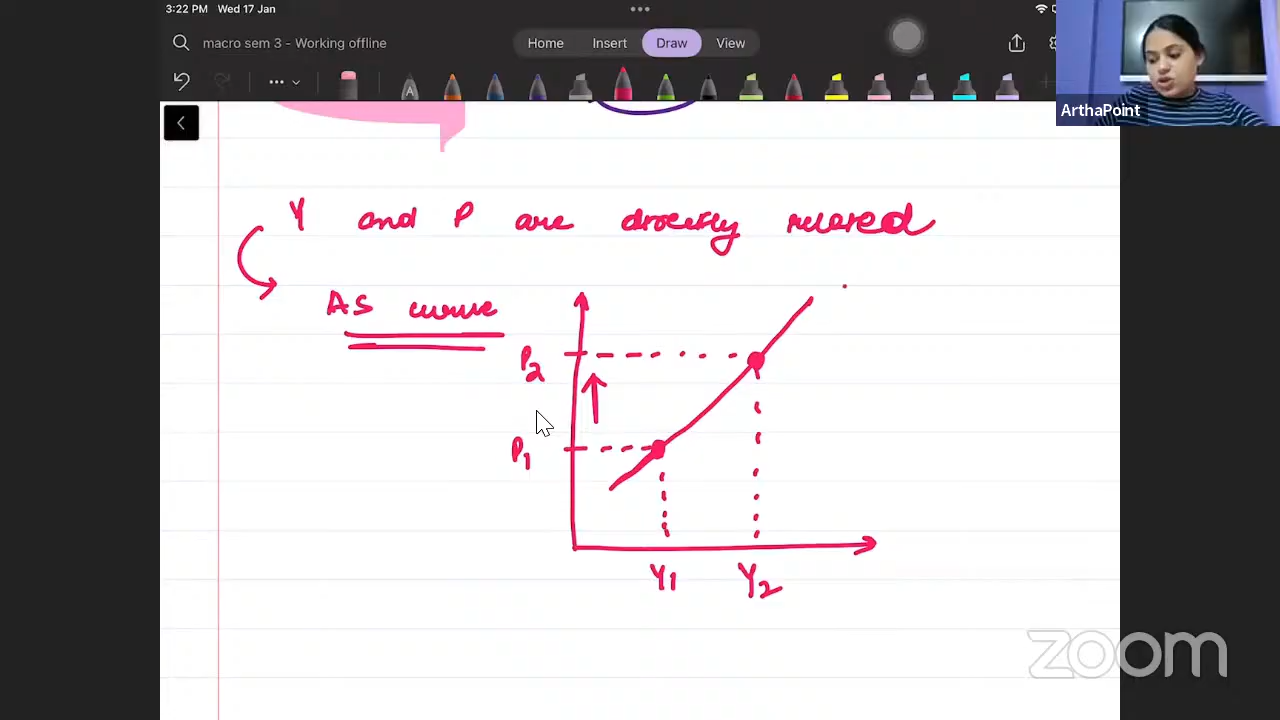 3:22 PM Wed 17 Jan
macro sem 3 - Working offline
Home Insert Draw View
A
ArthaPoint
Y and P are directly related
AS curve
P2
P1
Y1 Y2
zoom